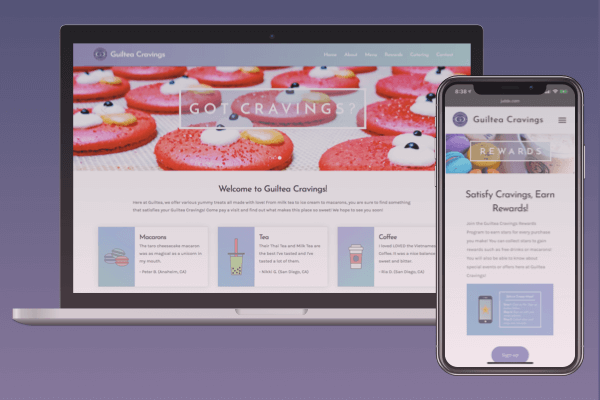 Guiltea Cravings
Home About Menu Rewards Catering Contact
GOT CRAVINGS?
Welcome to Guiltea Cravings!
Here at Guiltea, we offer various yummy treats all made with love! From milk tea to ice cream to macarons, you are sure to find something
that satisfies your Guiltea Cravings! Come pay a visit and find out what makes this place so sweet! We hope to see you soon!
Macarons
The taro cheesecake macaron
was as magical as a unicorn in
my mouth.
- Peter B. (Anaheim, CA)
Tea
Their Thai Tea and Milk Tea are
the best I've tasted and I've
tasted a lot of them.
- Nikki G. (San Diego, CA)
Coffee
I loved LOVED the Vietnamese
Coffee. It was a nice balance
sweet and bitter.
- Ria D. (San Diego, CA)
8:38
Guiltea Cravings
REWARDS
Satisfy Cravings, Earn
Rewards!
Join the Guiltea Cravings Rewards
Program to earn stars for every purchase
you make! You can collect stars to gain
rewards such as free drinks or macarons!
You will also be able to know about
special events or offers here at Guiltea
Cravings!
Sign up!